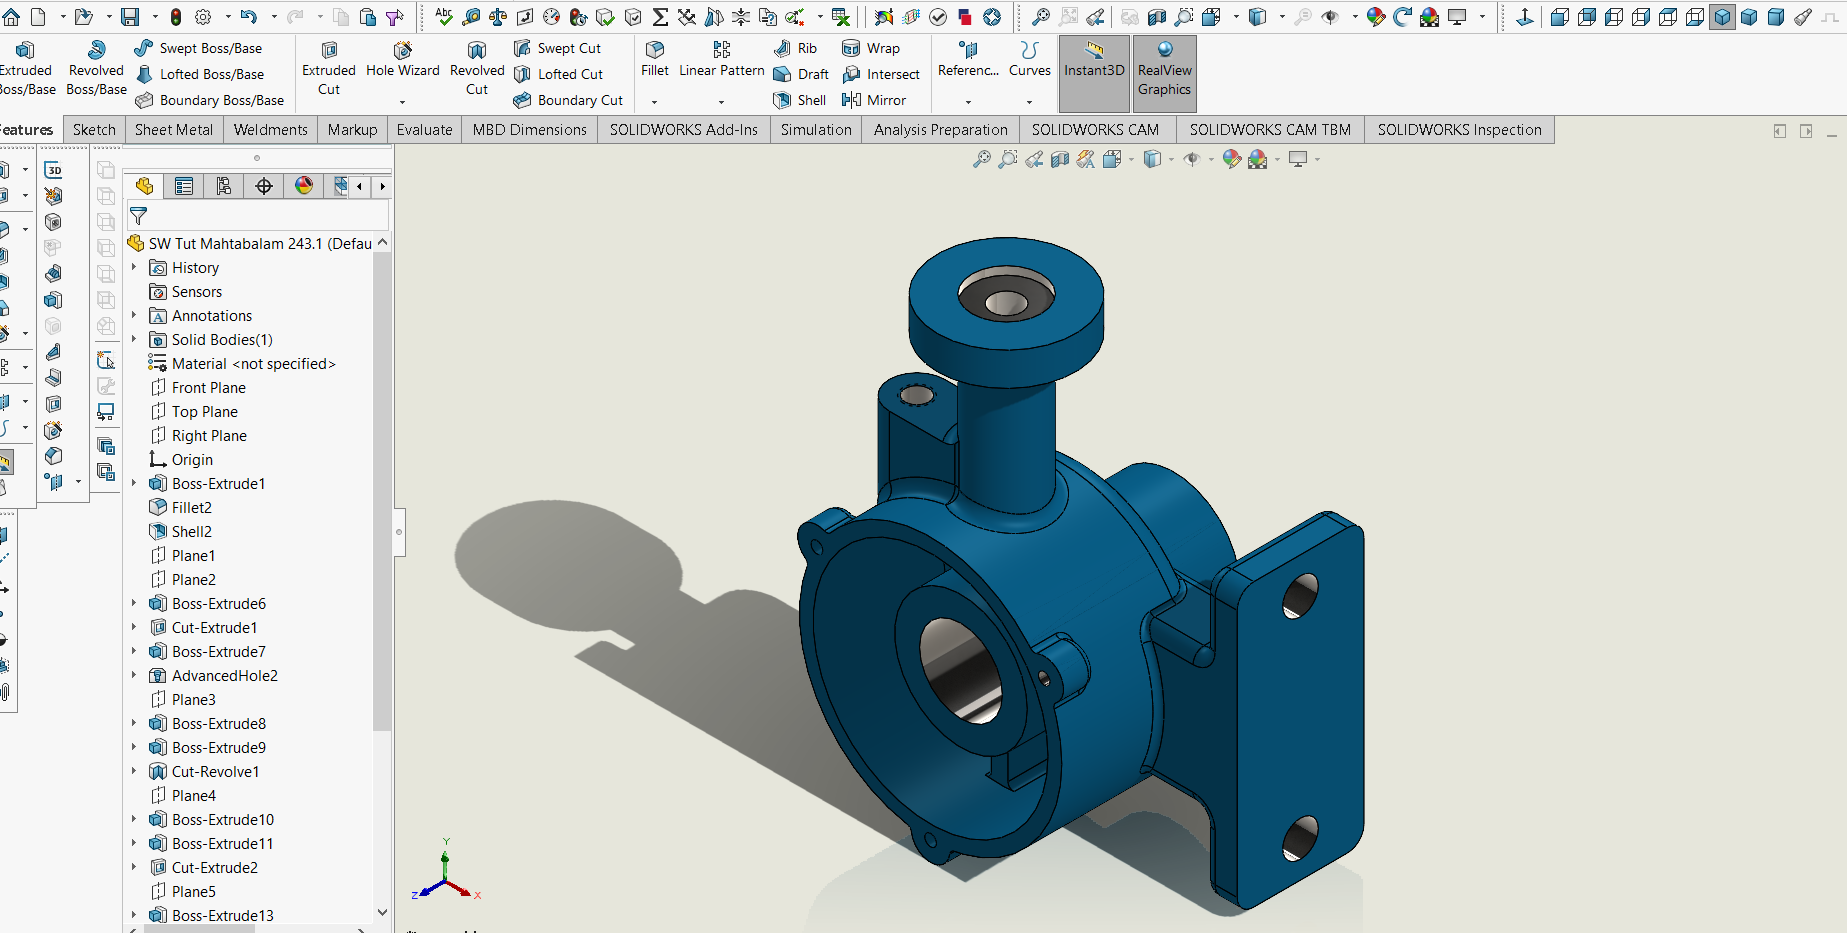 Abc
Extruded Boss/Base
Revolved Boss/Base
Swept Boss/Base
Lofted Boss/Base
Boundary Boss/Base
Extruded Cut
Hole Wizard
Revolved Cut
Swept Cut
Lofted Cut
Boundary Cut
Fillet
Linear Pattern
Rib
Draft
Shell
Wrap
Intersect
Mirror
Referenc...
Curves
Instant3D
RealView Graphics
Features
Sketch
Sheet Metal
Weldments
Markup
Evaluate
MBD Dimensions
SOLIDWORKS Add-Ins
Simulation
Analysis Preparation
SOLIDWORKS CAM
SOLIDWORKS CAM TBM
SOLIDWORKS Inspection
3D
SW Tut Mahtabalam 243.1 (Defau
History
Sensors
Annotations
Solid Bodies(1)
Material <not specified>
Front Plane
Top Plane
Right Plane
Origin
Boss-Extrude1
Fillet2
Shell2
Plane1
Plane2
Boss-Extrude6
Cut-Extrude1
Boss-Extrude7
AdvancedHole2
Plane3
Boss-Extrude8
Boss-Extrude9
Cut-Revolve1
Plane4
Boss-Extrude10
Boss-Extrude11
Cut-Extrude2
Plane5
Boss-Extrude13
Y
Z
X